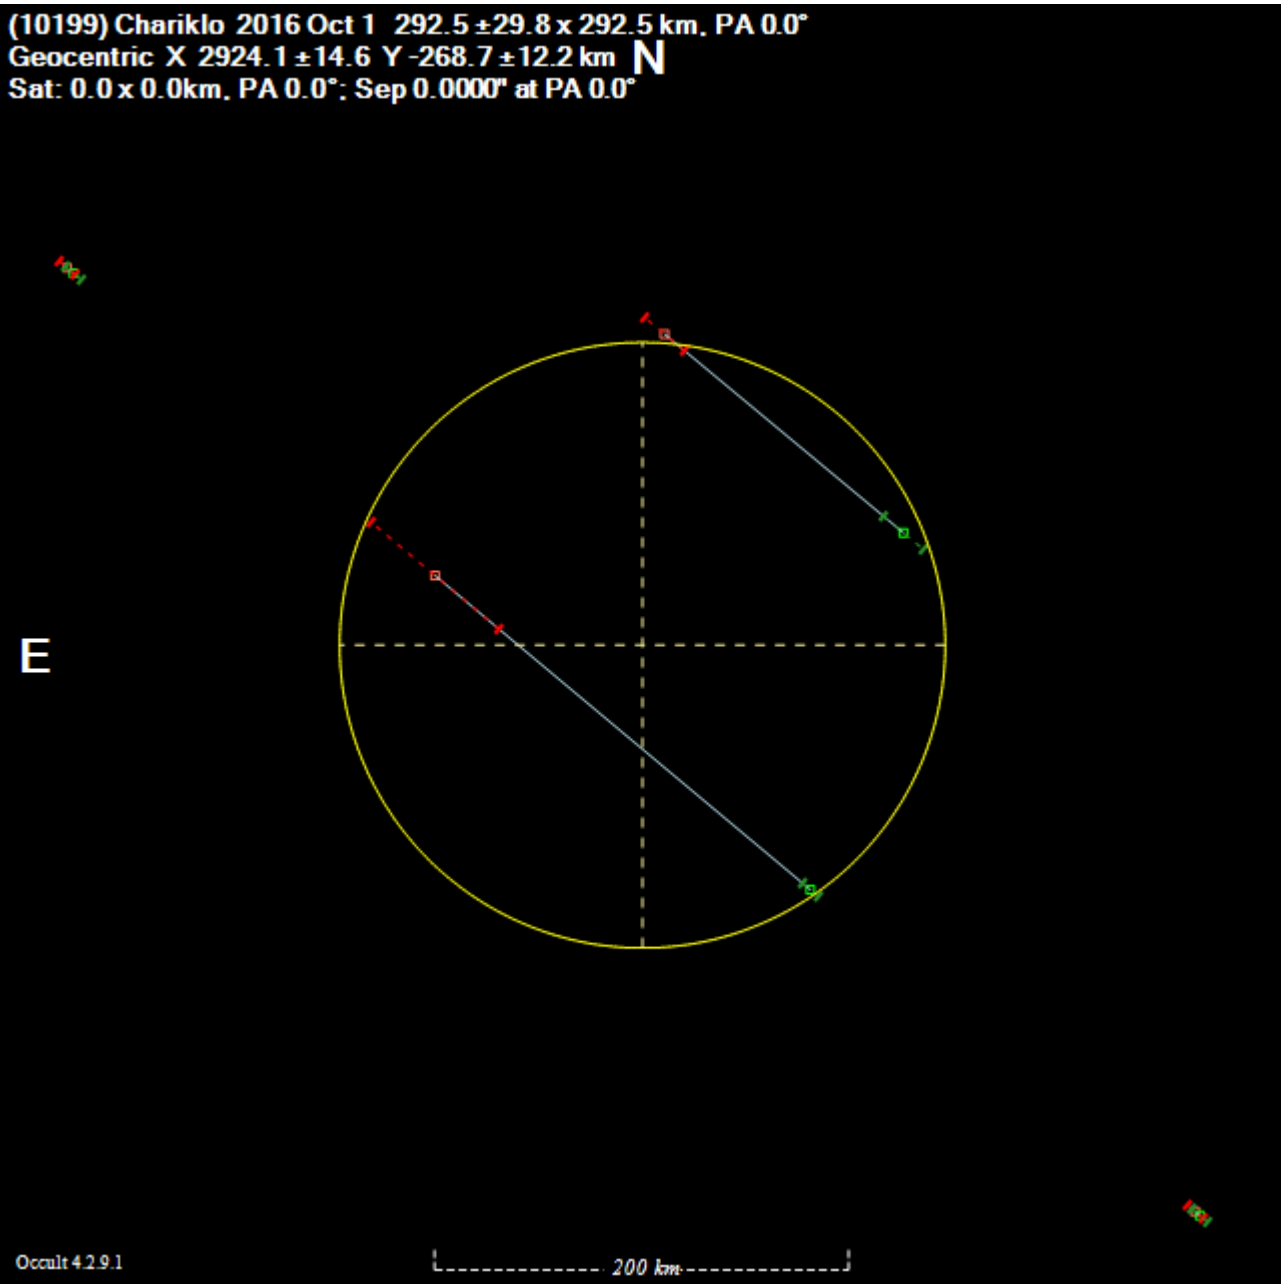 (10199) Chariklo 2016 Oct 1 292.5 ±29.8 x 292.5 km, PA 0.0°
Geocentric X 2924.1 ±14.6 Y -268.7 ±12.2 km N
Sat: 0.0 x 0.0km, PA 0.0°: Sep 0.0000" at PA 0.0°
E
Occult 4.2.9.1
200 km